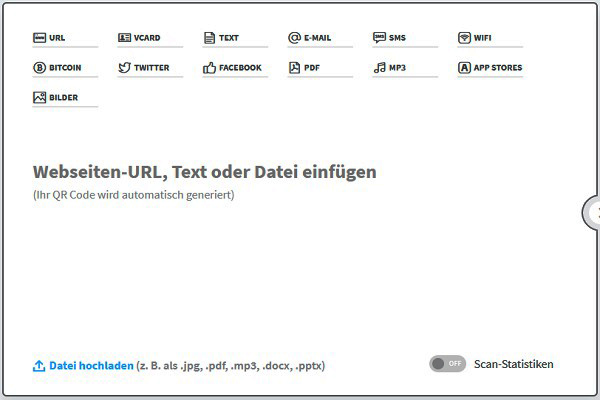 URL VCARD TEXT E-MAIL SMS WIFI
BITCOIN TWITTER FACEBOOK PDF MP3 APP STORES
BILDER
Webseiten-URL, Text oder Datei einfügen
(Ihr QR Code wird automatisch generiert)
Datei hochladen (z. B. als .jpg, .pdf, .mp3, .docx, .pptx)
OFF Scan-Statistiken